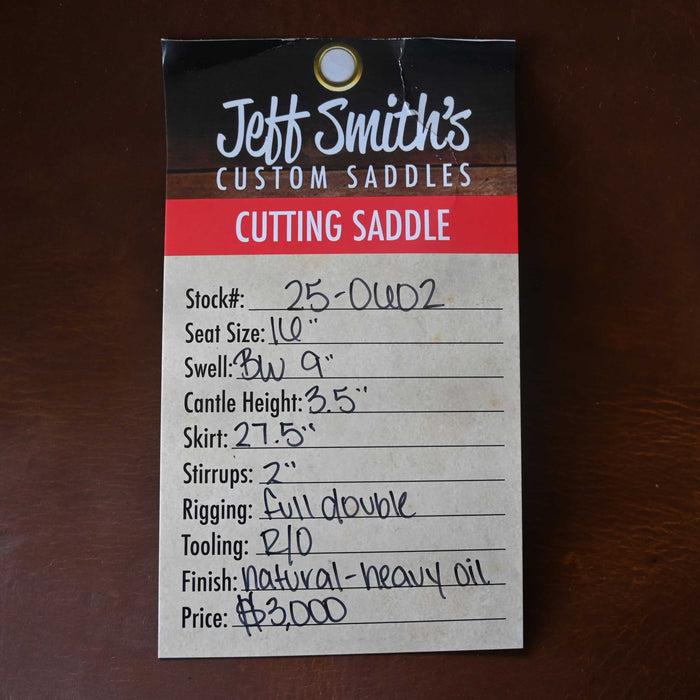 Jeff Smith's
CUSTOM SADDLES
CUTTING SADDLE
Stock#: 25-0602
Seat Size: 16"
Swell: BW 9"
Cantle Height: 3.5"
Skirt: 27.5"
Stirrups: 2"
Rigging: full double
Tooling: R/O
Finish: natural-heavy oil
Price: $3,000